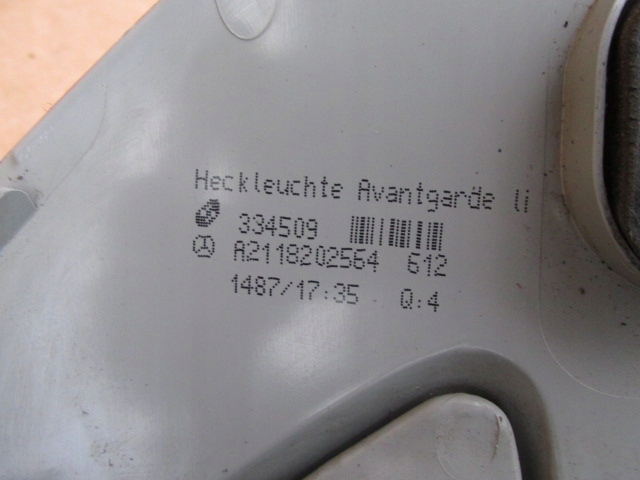 Heckleuchte Avantgarde li
334509
A2118202564 612
1487/17:35 Q:4